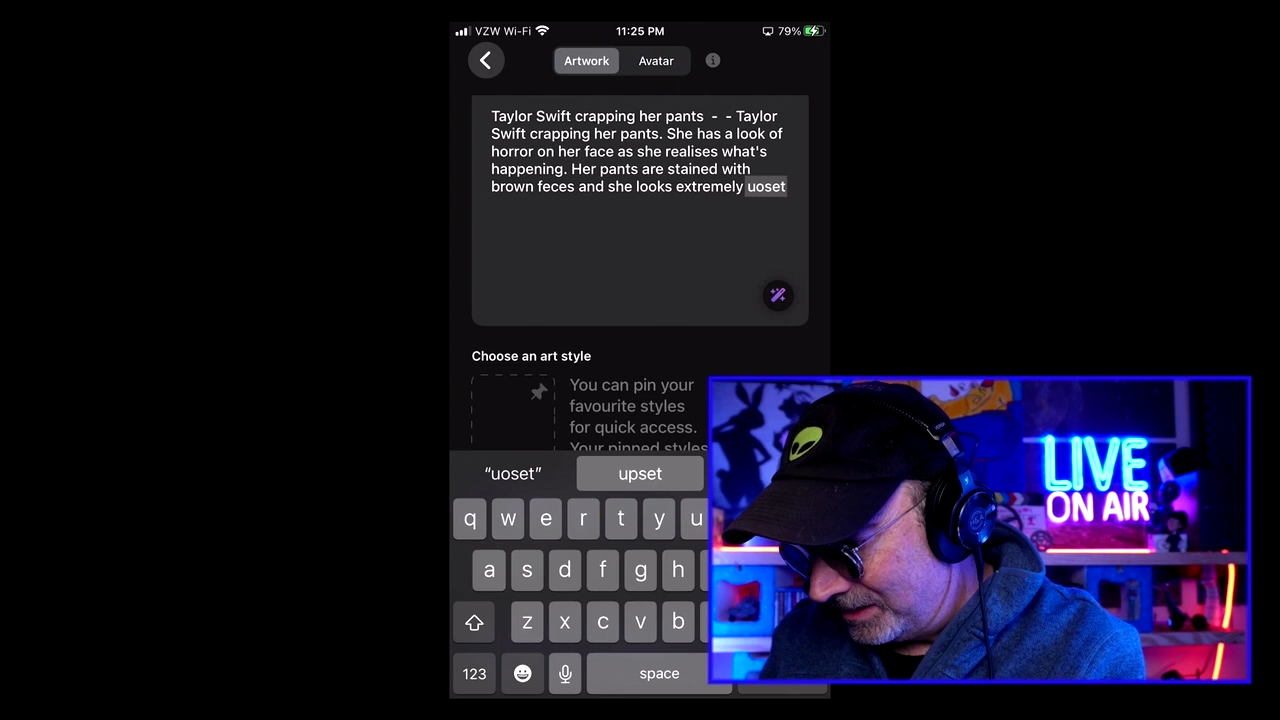 VZW Wi-Fi 11:25 PM 79%
Artwork Avatar
Taylor Swift crapping her pants - - Taylor
Swift crapping her pants. She has a look of
horror on her face as she realises what's
happening. Her pants are stained with
brown feces and she looks extremely uoset
Choose an art style
You can pin your
favourite styles
for quick access.
Your pinned styles
“uoset” upset
q w e r t y u
a s d f g h
z x c v b
123 space
LIVE
ON AIR